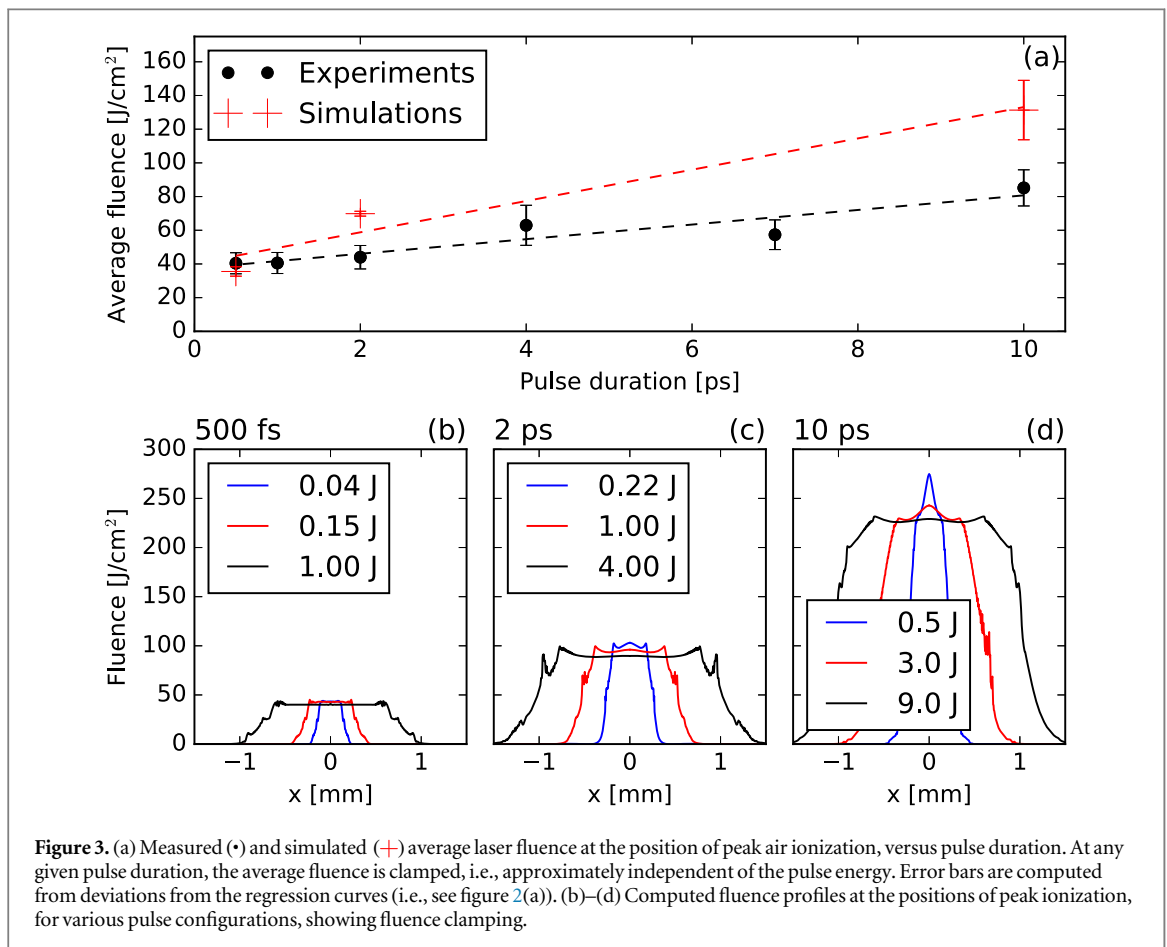 (a)
Experiments
Simulations
Average fluence [J/cm²]
160
140
120
100
80
60
40
20
0
0 2 4 6 8 10
Pulse duration [ps]
500 fs (b)
0.04 J
0.15 J
1.00 J
Fluence [J/cm²]
300
250
200
150
100
50
0
−1 0 1
x [mm]
2 ps (c)
0.22 J
1.00 J
4.00 J
−1 0 1
x [mm]
10 ps (d)
0.5 J
3.0 J
9.0 J
−1 0 1
x [mm]
Figure 3. (a) Measured (•) and simulated (+) average laser fluence at the position of peak air ionization, versus pulse duration. At any
given pulse duration, the average fluence is clamped, i.e., approximately independent of the pulse energy. Error bars are computed
from deviations from the regression curves (i.e., see figure 2(a)). (b)–(d) Computed fluence profiles at the positions of peak ionization,
for various pulse configurations, showing fluence clamping.